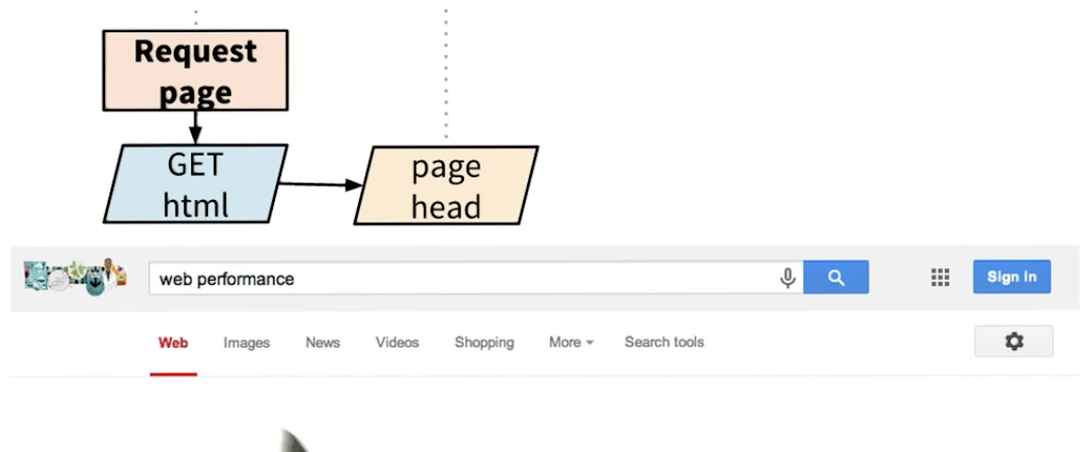 Request
page
GET
html
page
head
web performance
Sign in
Web Images News Videos Shopping More Search tools